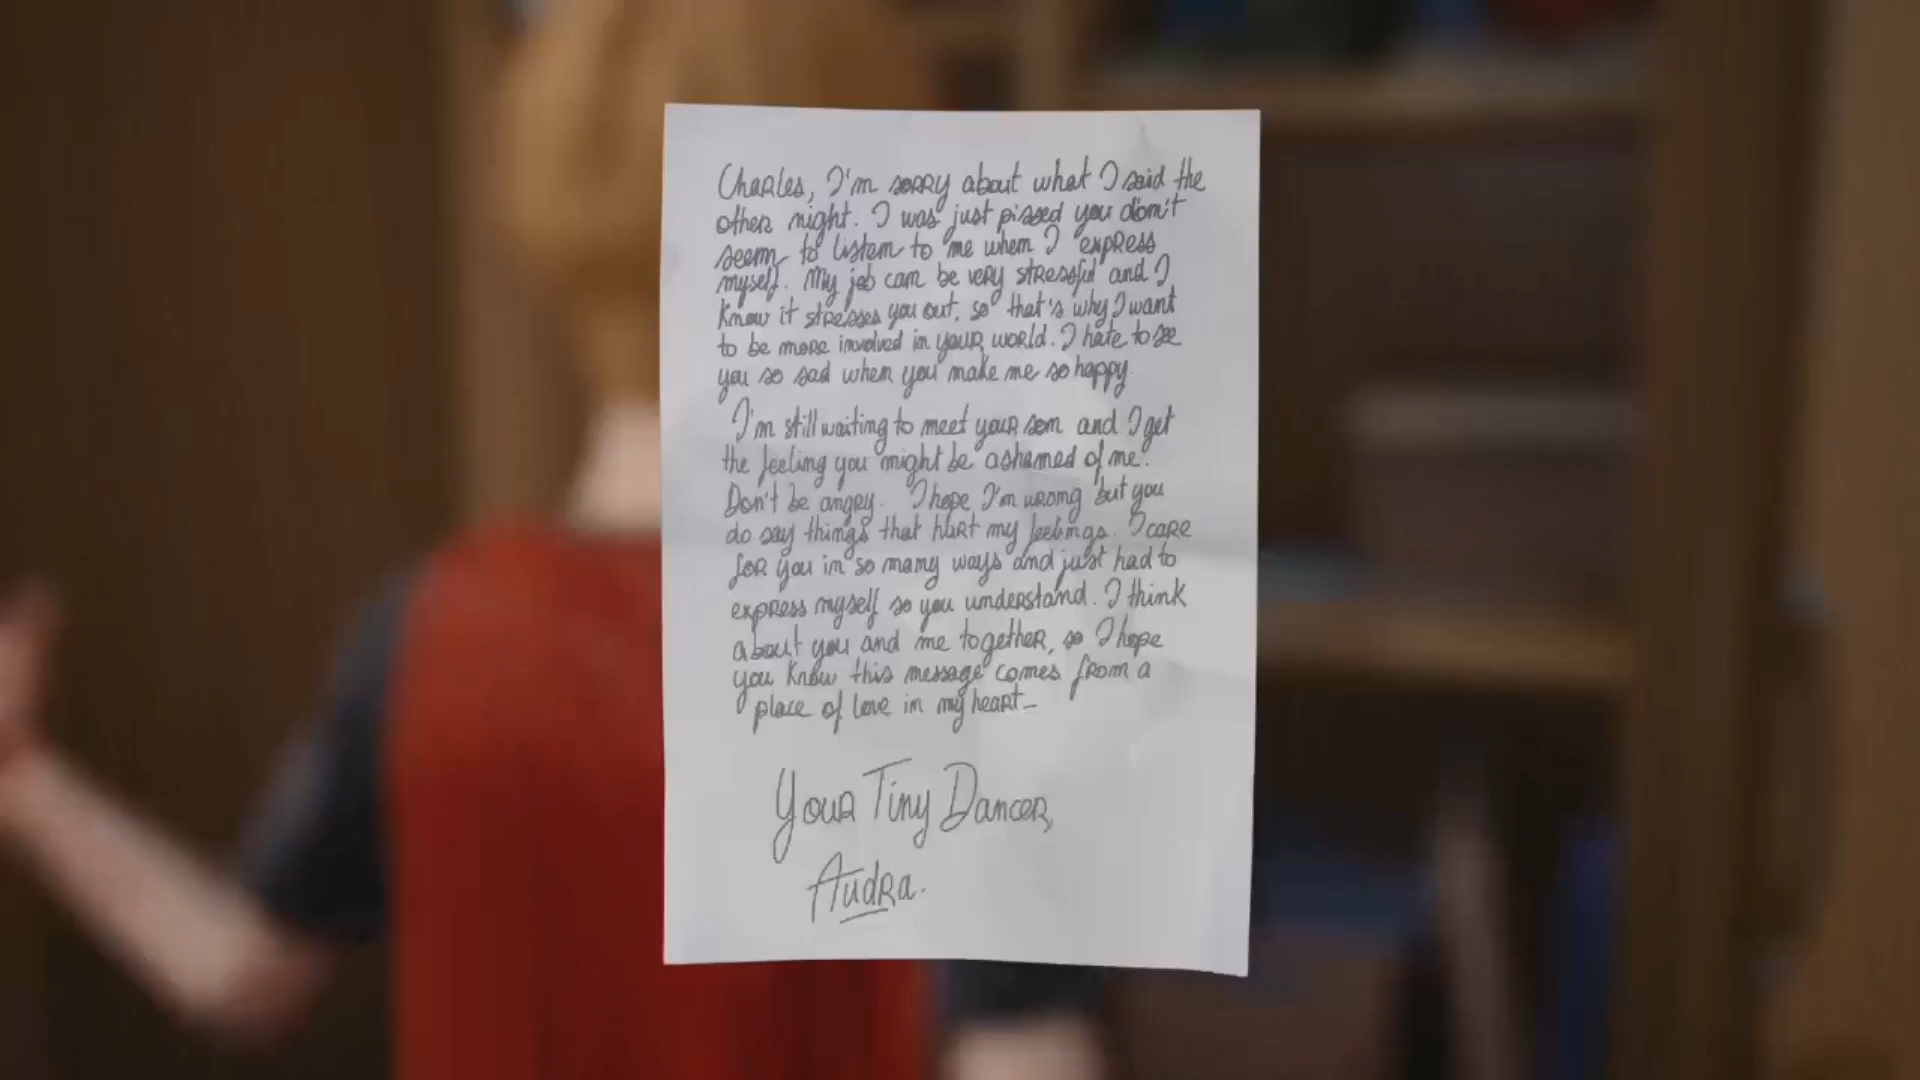 Charles, I'm sorry about what I said the
other night. I was just pissed you don't
seem to listen to me when I express
myself. My job can be very stressful and I
know it stresses you out, so that's why I want
to be more involved in your world. I hate to see
you so sad when you make me so happy.
I'm still waiting to meet your son and I get
the feeling you might be ashamed of me.
Don't be angry. I hope I'm wrong but you
do say things that hurt my feelings. I care
for you in so many ways and just had to
express myself so you understand. I think
about you and me together, so I hope
you know this message comes from a
place of love in my heart—
Your Tiny Dancer,
Audra.